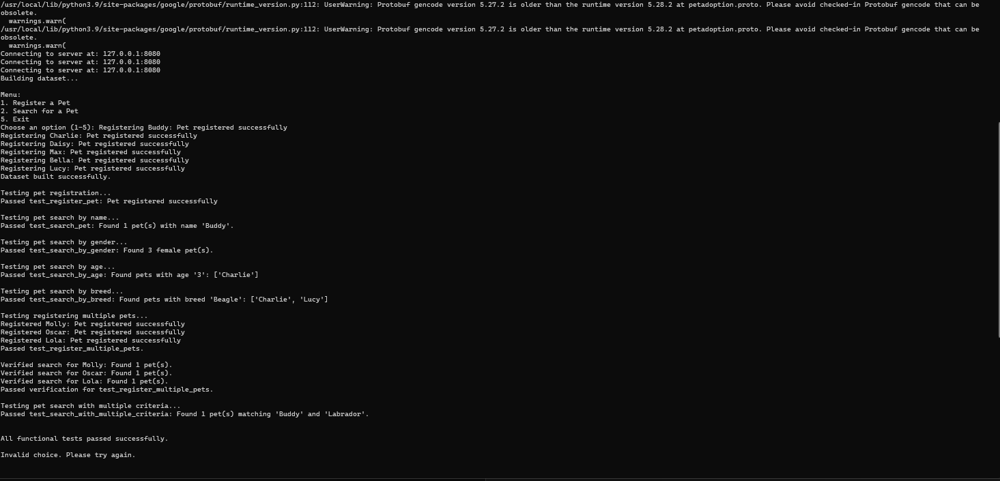 /usr/local/lib/python3.9/site-packages/google/protobuf/runtime_version.py:112: UserWarning: Protobuf gencode version 5.27.2 is older than the runtime version 5.28.2 at petadoption.proto. Please avoid checked-in Protobuf gencode that can be
obsolete.
  warnings.warn(
/usr/local/lib/python3.9/site-packages/google/protobuf/runtime_version.py:112: UserWarning: Protobuf gencode version 5.27.2 is older than the runtime version 5.28.2 at petadoption.proto. Please avoid checked-in Protobuf gencode that can be
obsolete.
  warnings.warn(
Connecting to server at: 127.0.0.1:8080
Connecting to server at: 127.0.0.1:8080
Connecting to server at: 127.0.0.1:8080
Building dataset...

Menu:
1. Register a Pet
2. Search for a Pet
5. Exit
Choose an option (1-5): Registering Buddy: Pet registered successfully
Registering Charlie: Pet registered successfully
Registering Daisy: Pet registered successfully
Registering Max: Pet registered successfully
Registering Bella: Pet registered successfully
Registering Lucy: Pet registered successfully
Dataset built successfully.

Testing pet registration...
Passed test_register_pet: Pet registered successfully

Testing pet search by name...
Passed test_search_pet: Found 1 pet(s) with name 'Buddy'.

Testing pet search by gender...
Passed test_search_by_gender: Found 3 female pet(s).

Testing pet search by age...
Passed test_search_by_age: Found pets with age '3': ['Charlie']

Testing pet search by breed...
Passed test_search_by_breed: Found pets with breed 'Beagle': ['Charlie', 'Lucy']

Testing registering multiple pets...
Registered Molly: Pet registered successfully
Registered Oscar: Pet registered successfully
Registered Lola: Pet registered successfully
Passed test_register_multiple_pets.

Verified search for Molly: Found 1 pet(s).
Verified search for Oscar: Found 1 pet(s).
Verified search for Lola: Found 1 pet(s).
Passed verification for test_register_multiple_pets.

Testing pet search with multiple criteria...
Passed test_search_with_multiple_criteria: Found 1 pet(s) matching 'Buddy' and 'Labrador'.

All functional tests passed successfully.

Invalid choice. Please try again.